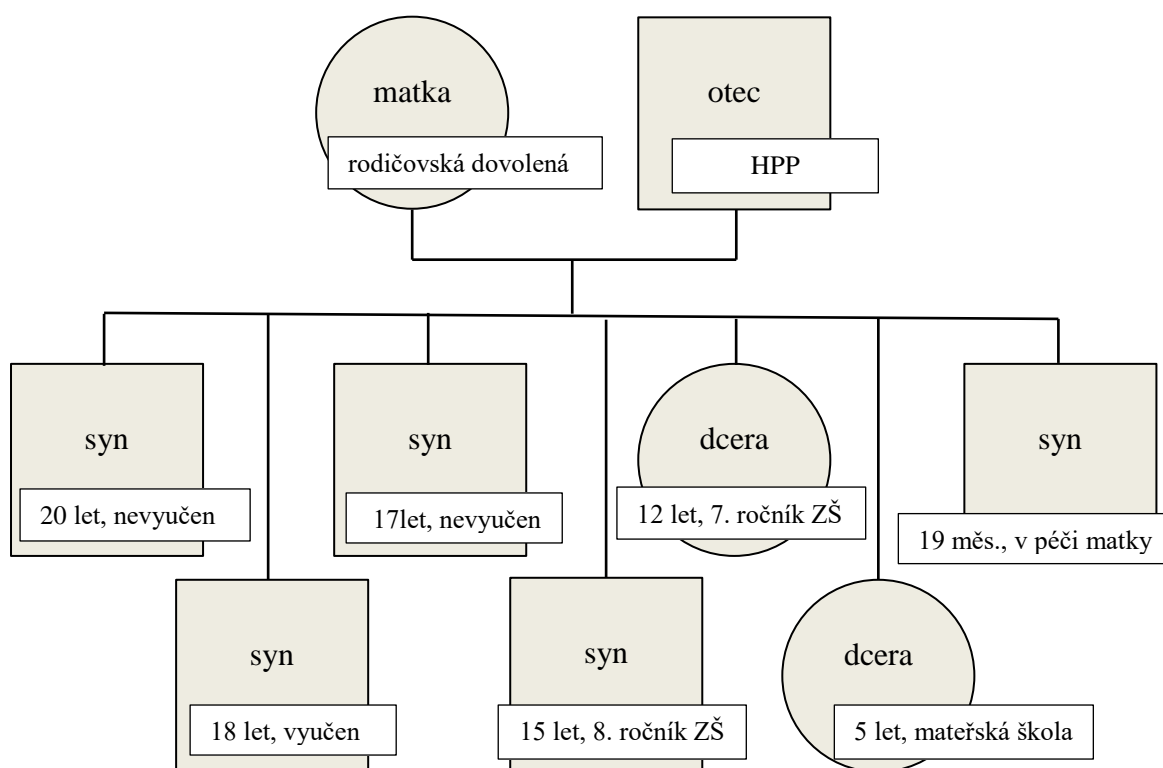 matka
rodičovská dovolená
otec
HPP
syn
20 let, nevyučen
syn
17let, nevyučen
dcera
12 let, 7. ročník ZŠ
syn
19 měs., v péči matky
syn
18 let, vyučen
syn
15 let, 8. ročník ZŠ
dcera
5 let, mateřská škola